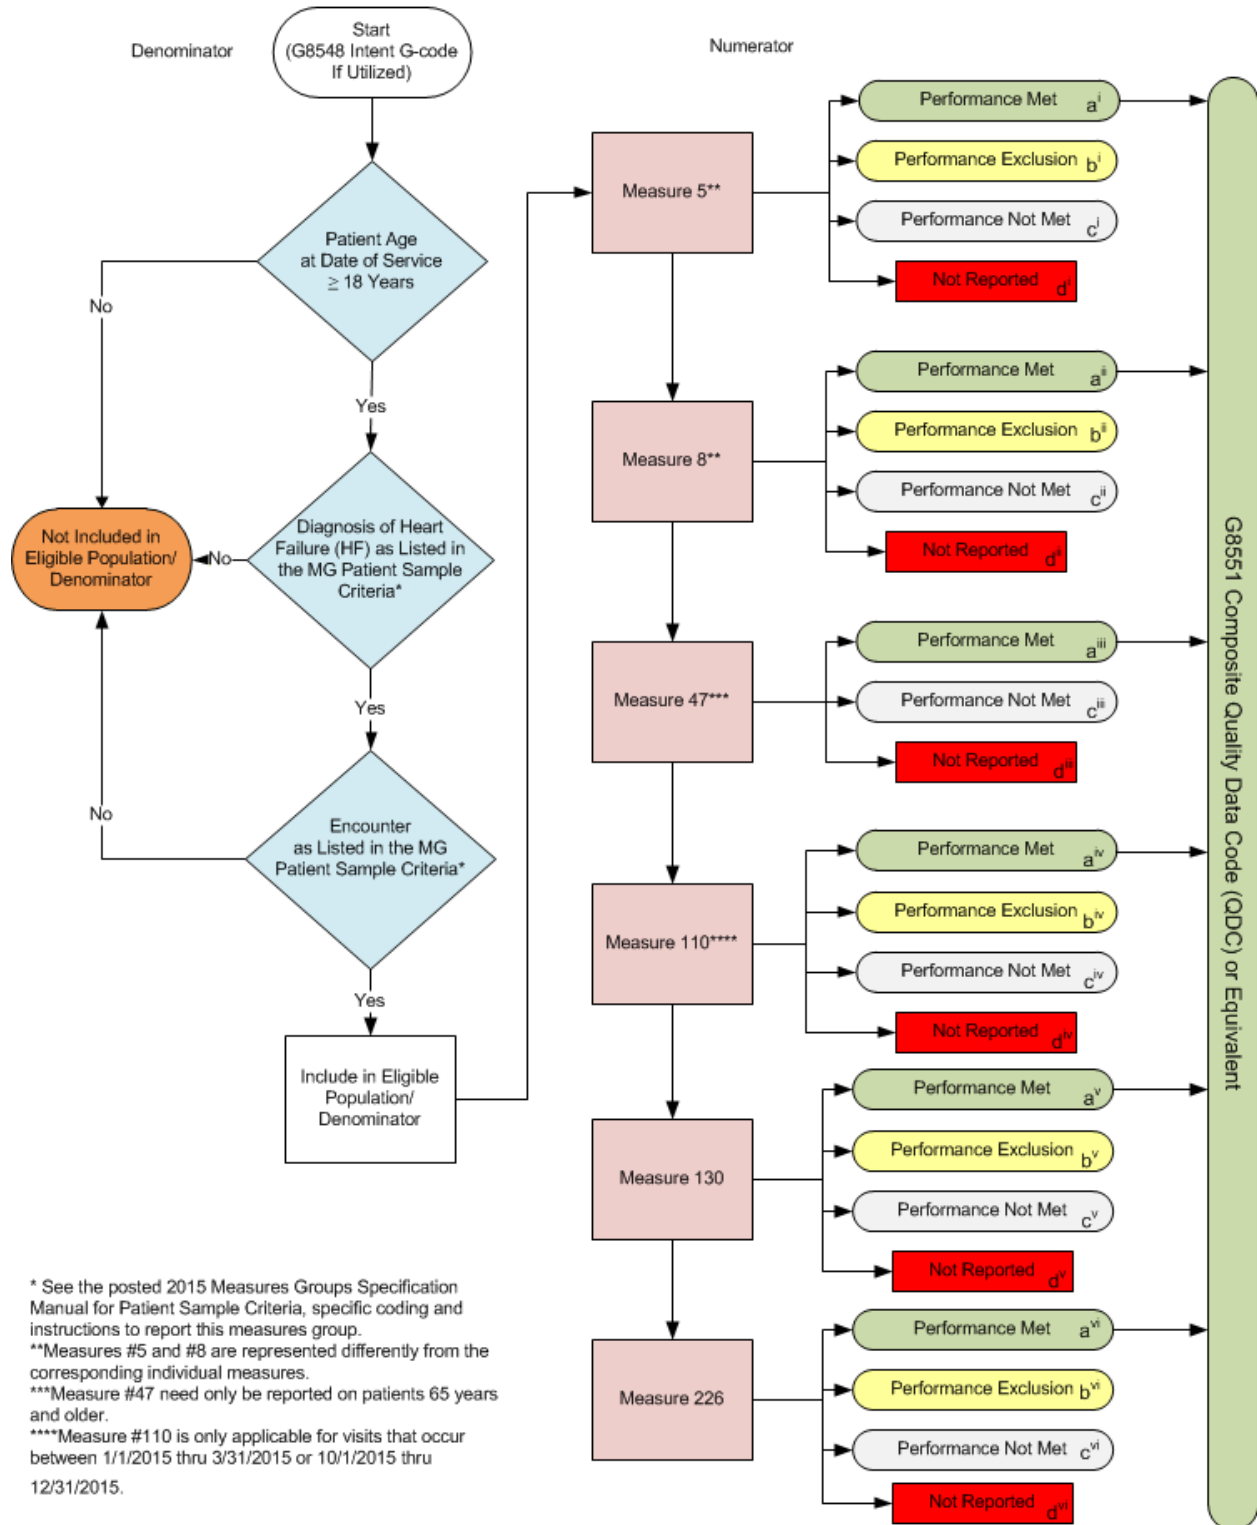 Denominator
Start
(G8548 Intent G-code
If Utilized)
Patient Age
at Date of Service
≥ 18 Years
No
Yes
Diagnosis of Heart
Failure (HF) as Listed in
the MG Patient Sample
Criteria*
No
Not Included in
Eligible Population/
Denominator
Yes
Encounter
as Listed in the MG
Patient Sample Criteria*
No
Yes
Include in Eligible
Population/
Denominator
Numerator
Measure 5**
Performance Met a^i
Performance Exclusion b^i
Performance Not Met c^i
Not Reported d^i
Measure 8**
Performance Met a^ii
Performance Exclusion b^ii
Performance Not Met c^ii
Not Reported d^ii
Measure 47***
Performance Met a^iii
Performance Not Met c^iii
Not Reported d^iii
Measure 110****
Performance Met a^iv
Performance Exclusion b^iv
Performance Not Met c^iv
Not Reported d^iv
Measure 130
Performance Met a^v
Performance Exclusion b^v
Performance Not Met c^v
Not Reported d^v
Measure 226
Performance Met a^vi
Performance Exclusion b^vi
Performance Not Met c^vi
Not Reported d^vi
G8551 Composite Quality Data Code (QDC) or Equivalent
* See the posted 2015 Measures Groups Specification
Manual for Patient Sample Criteria, specific coding and
instructions to report this measures group.
**Measures #5 and #8 are represented differently from the
corresponding individual measures.
***Measure #47 need only be reported on patients 65 years
and older.
****Measure #110 is only applicable for visits that occur
between 1/1/2015 thru 3/31/2015 or 10/1/2015 thru
12/31/2015.